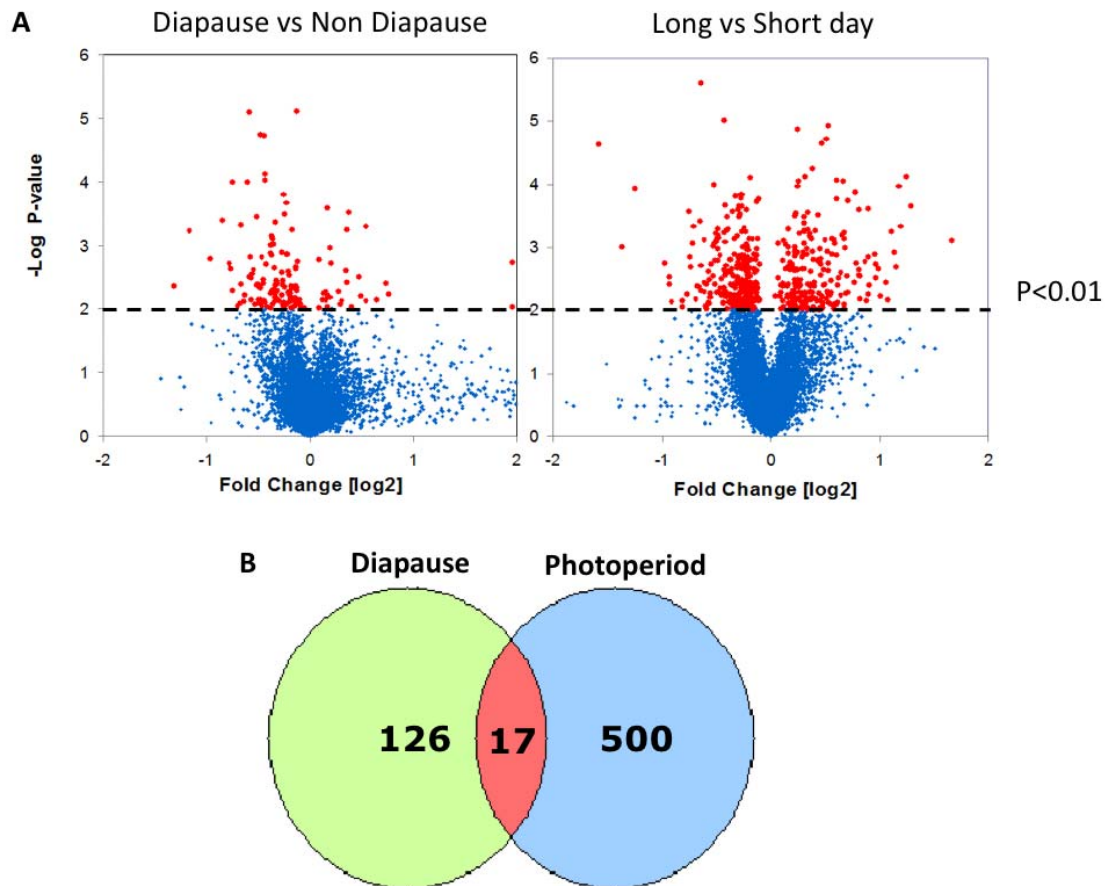 A
Diapause vs Non Diapause
Long vs Short day
-Log P-value
6
5
4
3
2
1
0
-2 -1 0 1 2
Fold Change [log2]
6
5
4
3
2
1
0
-2 -1 0 1 2
Fold Change [log2]
P<0.01
B
Diapause
Photoperiod
126
17
500